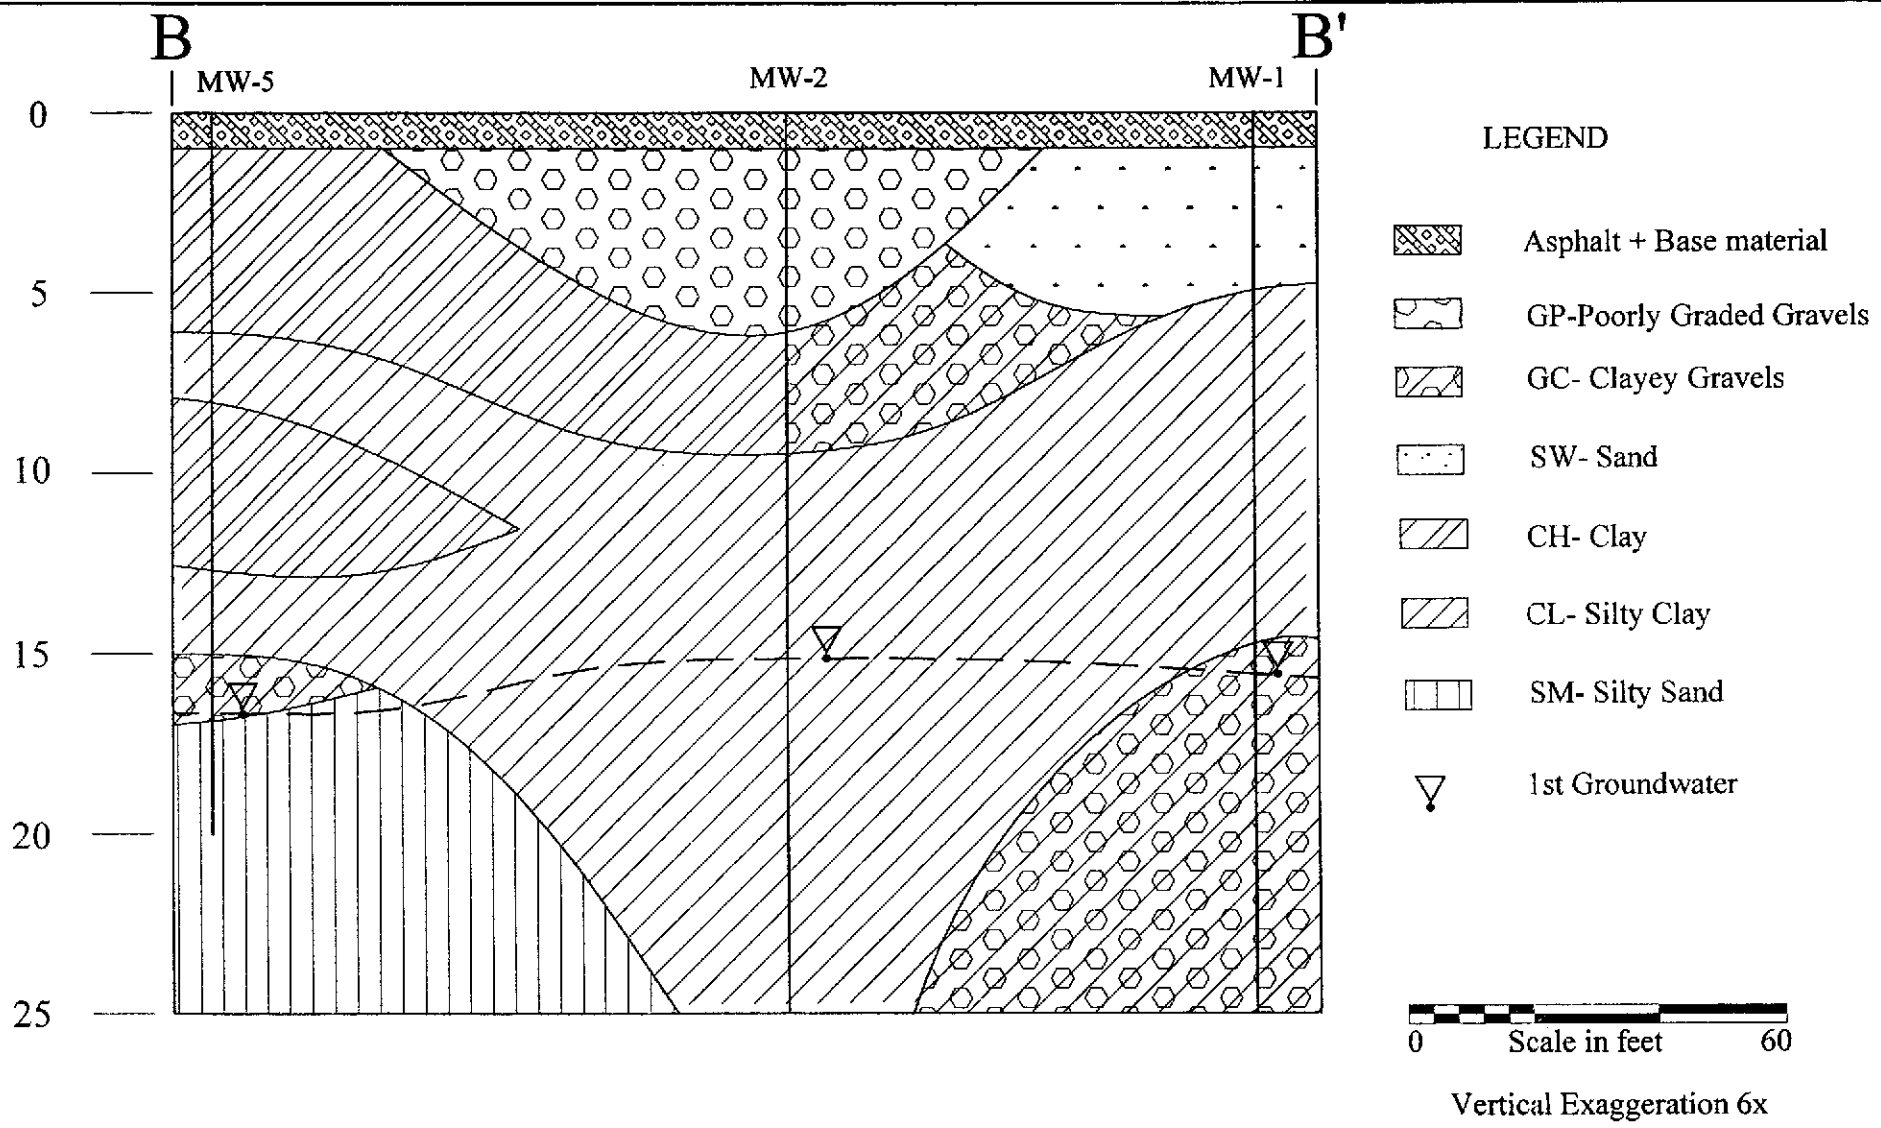 B B'
MW-5 MW-2 MW-1
0
5
10
15
20
25
LEGEND
Asphalt + Base material
GP-Poorly Graded Gravels
GC- Clayey Gravels
SW- Sand
CH- Clay
CL- Silty Clay
SM- Silty Sand
1st Groundwater
0 Scale in feet 60
Vertical Exaggeration 6x